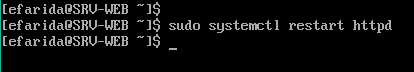 [efarida@SRV-WEB ~]$
[efarida@SRV-WEB ~]$ sudo systemctl restart httpd
[efarida@SRV-WEB ~]$ _